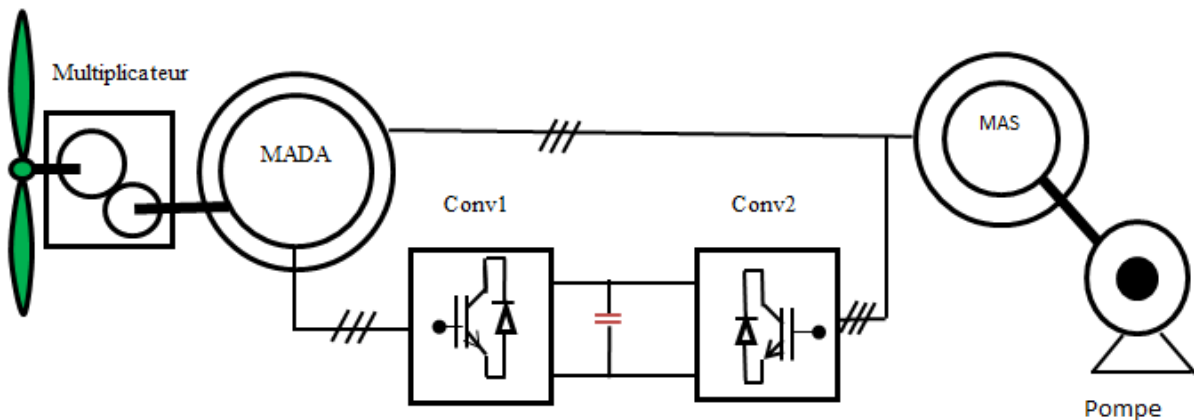 Multiplicateur
MADA
MAS
Conv1
Conv2
Pompe